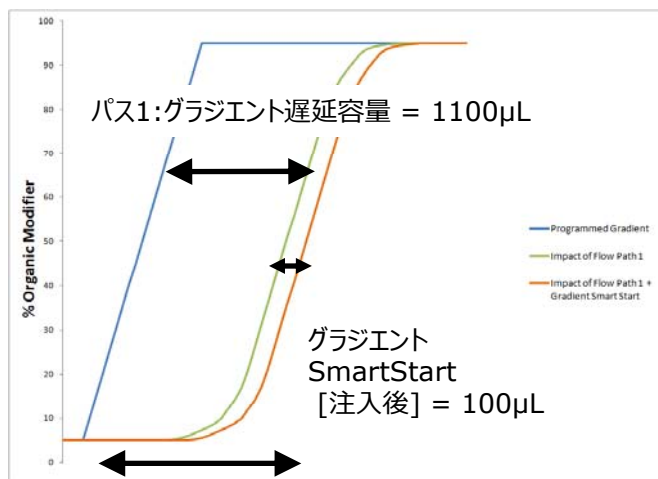 100
90
80
パス1:グラジエント遅延容量 = 1100µL
70
60
50
40
30
20
10
0
% Organic Modifier
Programmed Gradient
Impact of Flow Path 1
Impact of Flow Path 1 +
Gradient Smart Start
グラジエント
SmartStart
[注入後] = 100µL